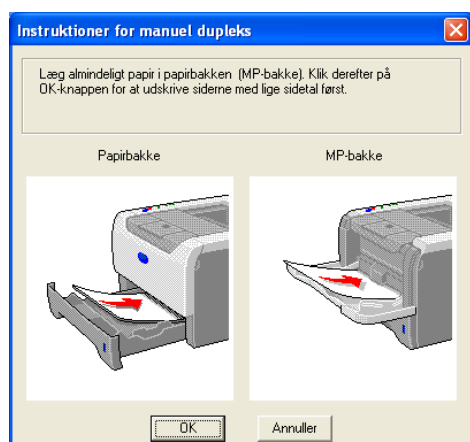 Instruktioner for manuel dupleks
Læg almindeligt papir i papirbakken (MP-bakke). Klik derefter på
OK-knappen for at udskrive siderne med lige sidetal først.
Papirbakke
MP-bakke
OK
Annuller